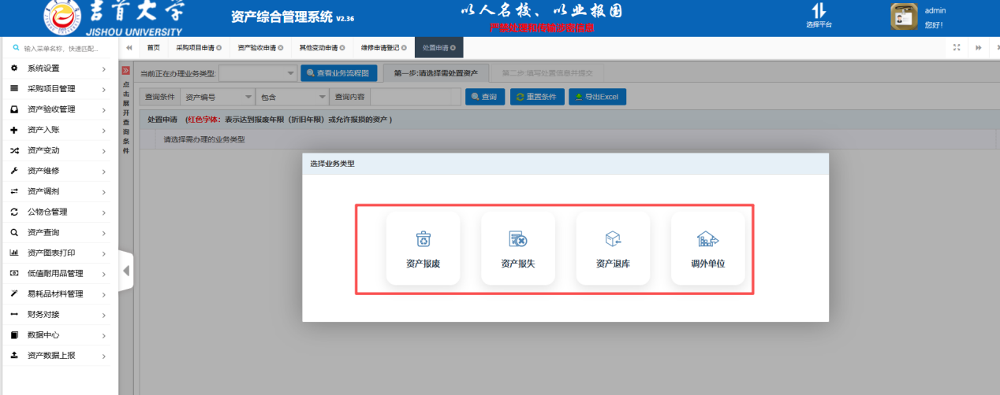 吉首大学
JISHOU UNIVERSITY
资产综合管理系统 V2.36
以人名校、以业报国
严禁处理和传输涉密信息
选择平台
admin
您好!
输入菜单名称，快速匹配...
首页
采购项目申请
资产验收申请
其他变动申请
维修申请登记
处置申请
系统设置
采购项目管理
资产验收管理
资产入账
资产变动
资产维修
资产调剂
公物仓管理
资产查询
资产图表打印
低值耐用品管理
易耗品材料管理
财务对接
数据中心
资产数据上报
点击展开查询条件
当前正在办理业务类型:
查看业务流程图
第一步:请选择需处置资产
第二步:填写处置信息并提交
查询条件
资产编号
包含
查询内容
查询
重置条件
导出Excel
处置申请 (红色字体：表示达到报废年限（折旧年限）或允许报损的资产 )
请选择需办理的业务类型
选择业务类型
资产报废
资产报失
资产退库
调外单位